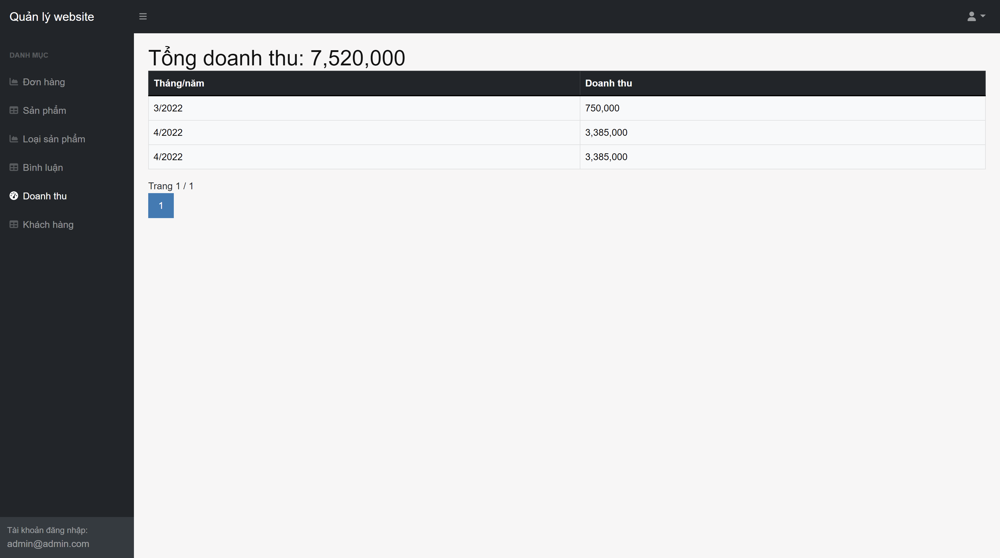 Quản lý website
DANH MỤC
Đơn hàng
Sản phẩm
Loại sản phẩm
Bình luận
Doanh thu
Khách hàng
Tài khoản đăng nhập:
admin@admin.com
Tổng doanh thu: 7,520,000
Tháng/năm Doanh thu
3/2022 750,000
4/2022 3,385,000
4/2022 3,385,000
Trang 1 / 1
1